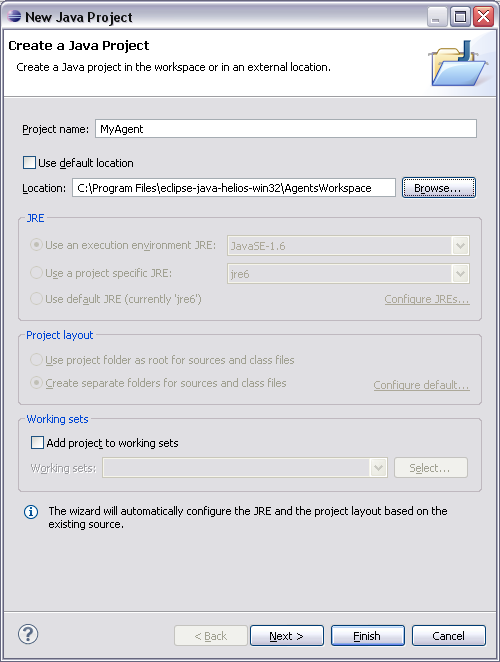 New Java Project
Create a Java Project
Create a Java project in the workspace or in an external location.
Project name: MyAgent
Use default location
Location: C:\Program Files\eclipse-java-helios-win32\AgentsWorkspace Browse...
JRE
Use an execution environment JRE: JavaSE-1.6
Use a project specific JRE: jre6
Use default JRE (currently 'jre6') Configure JREs...
Project layout
Use project folder as root for sources and class files
Create separate folders for sources and class files Configure default...
Working sets
Add project to working sets
Working sets: Select...
The wizard will automatically configure the JRE and the project layout based on the
existing source.
< Back Next > Finish Cancel